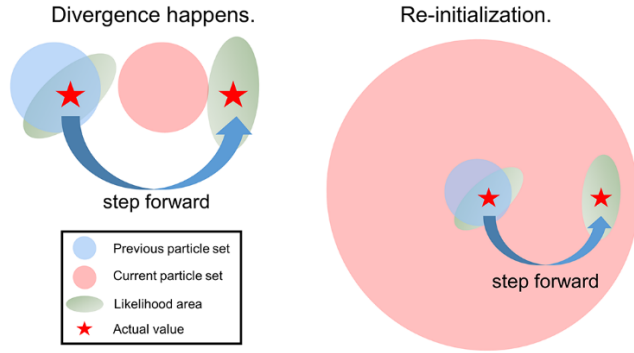 Divergence happens.
Re-initialization.
step forward
step forward
Previous particle set
Current particle set
Likelihood area
Actual value